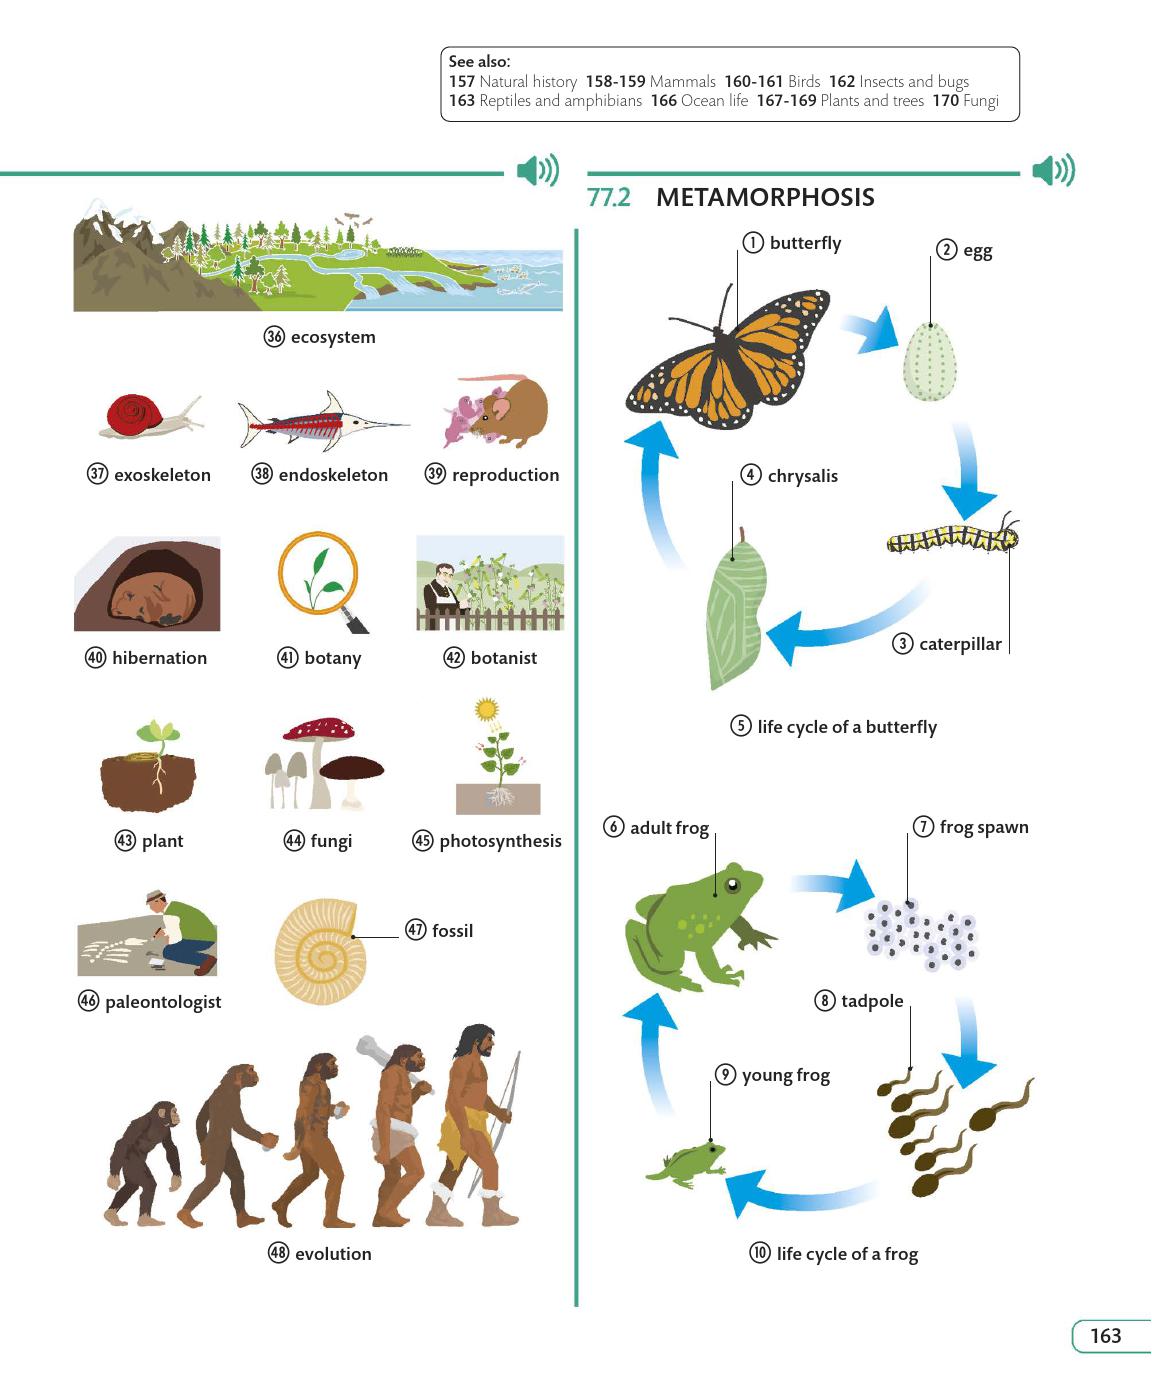 See also:
157 Natural history 158-159 Mammals 160-161 Birds 162 Insects and bugs
163 Reptiles and amphibians 166 Ocean life 167-169 Plants and trees 170 Fungi
36 ecosystem
37 exoskeleton
38 endoskeleton
39 reproduction
40 hibernation
41 botany
42 botanist
43 plant
44 fungi
45 photosynthesis
47 fossil
46 paleontologist
48 evolution
77.2 METAMORPHOSIS
1 butterfly
2 egg
4 chrysalis
3 caterpillar
5 life cycle of a butterfly
6 adult frog
7 frog spawn
8 tadpole
9 young frog
10 life cycle of a frog
163